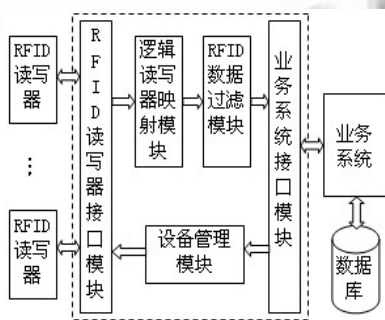 RFID
读写
器
⋮
RFID
读写
器
R
F
I
D
读
写
器
接
口
模
块
逻辑
读写
器映
射模
块
RFID
数据
过滤
模块
设备管理
模块
业
务
系
统
接
口
模
块
业务
系统
数据
库